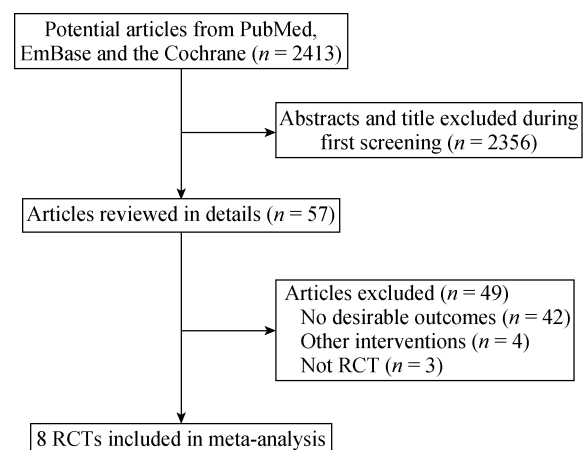 Potential articles from PubMed,
EmBase and the Cochrane (n = 2413)
Abstracts and title excluded during
first screening (n = 2356)
Articles reviewed in details (n = 57)
Articles excluded (n = 49)
No desirable outcomes (n = 42)
Other interventions (n = 4)
Not RCT (n = 3)
8 RCTs included in meta-analysis